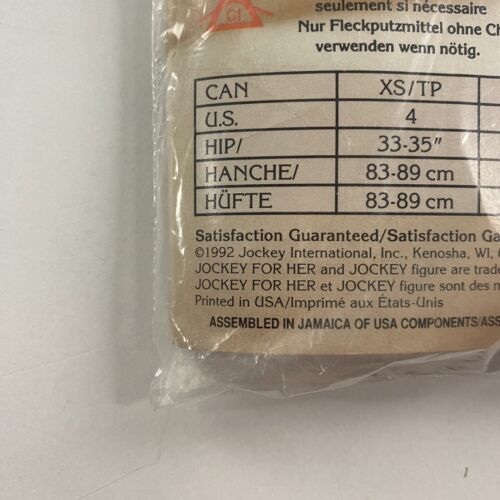 seulement si nécessaire
Cl
Nur Fleckputzmittel ohne Ch
verwenden wenn nötig.
CAN XS/TP
U.S. 4
HIP/ 33-35"
HANCHE/ 83-89 cm
HÜFTE 83-89 cm
Satisfaction Guaranteed/Satisfaction Ga
©1992 Jockey International, Inc., Kenosha, WI,
JOCKEY FOR HER and JOCKEY figure are trade
JOCKEY FOR HER et JOCKEY figure sont des m
Printed in USA/Imprimé aux États-Unis
ASSEMBLED IN JAMAICA OF USA COMPONENTS/ASS